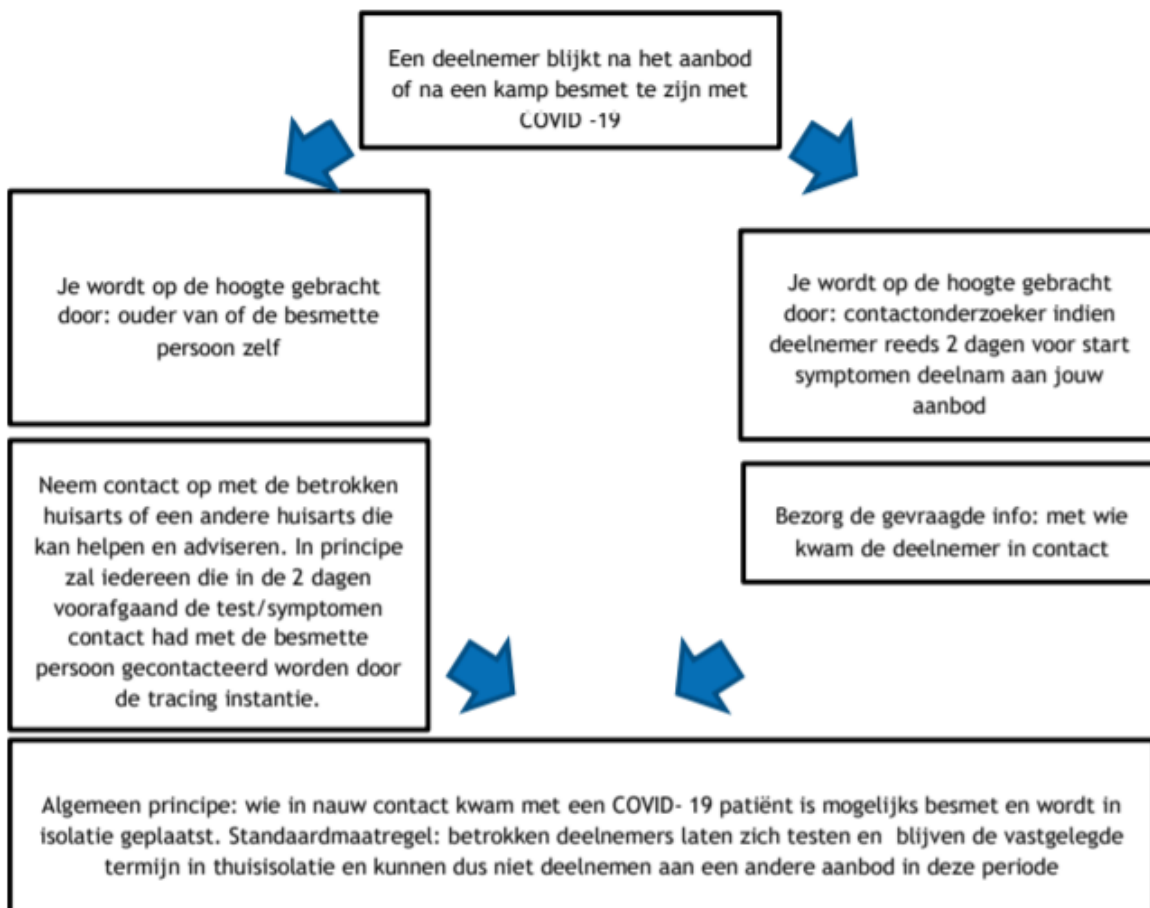 Een deelnemer blijkt na het aanbod
of na een kamp besmet te zijn met
COVID -19
Je wordt op de hoogte gebracht
door: ouder van of de besmette
persoon zelf
Je wordt op de hoogte gebracht
door: contactonderzoeker indien
deelnemer reeds 2 dagen voor start
symptomen deelnam aan jouw
aanbod
Neem contact op met de betrokken
huisarts of een andere huisarts die
kan helpen en adviseren. In principe
zal iedereen die in de 2 dagen
voorafgaand de test/symptomen
contact had met de besmette
persoon gecontacteerd worden door
de tracing instantie.
Bezorg de gevraagde info: met wie
kwam de deelnemer in contact
Algemeen principe: wie in nauw contact kwam met een COVID- 19 patiënt is mogelijks besmet en wordt in
isolatie geplaatst. Standaardmaatregel: betrokken deelnemers laten zich testen en  blijven de vastgelegde
termijn in thuisisolatie en kunnen dus niet deelnemen aan een andere aanbod in deze periode